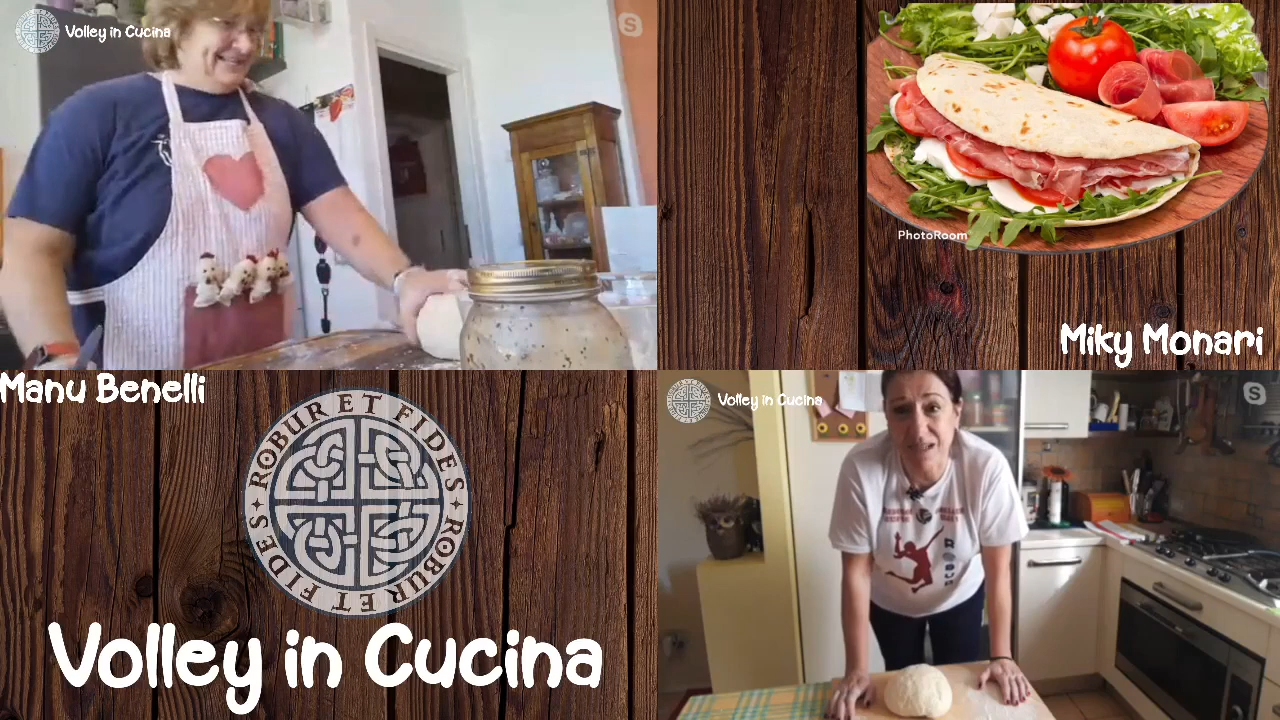 Volley in Cucina
PhotoRoom
Miky Monari
Manu Benelli
ROBUR ET FIDES ROBUR ET FIDES
Volley in Cucina
Volley in Cucina